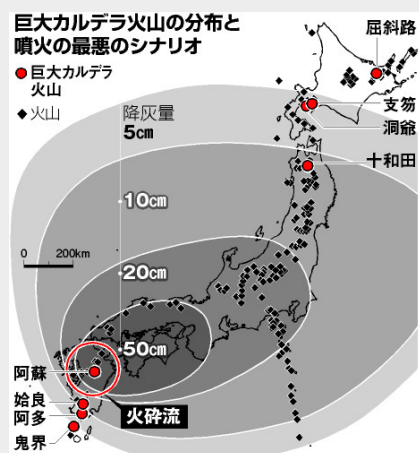 巨大カルデラ火山の分布と
噴火の最悪のシナリオ
巨大カルデラ
火山
火山
降灰量
5cm
10cm
20cm
50cm
0 200km
屈斜路
支笏
洞爺
十和田
阿蘇
姶良
阿多
鬼界
火砕流